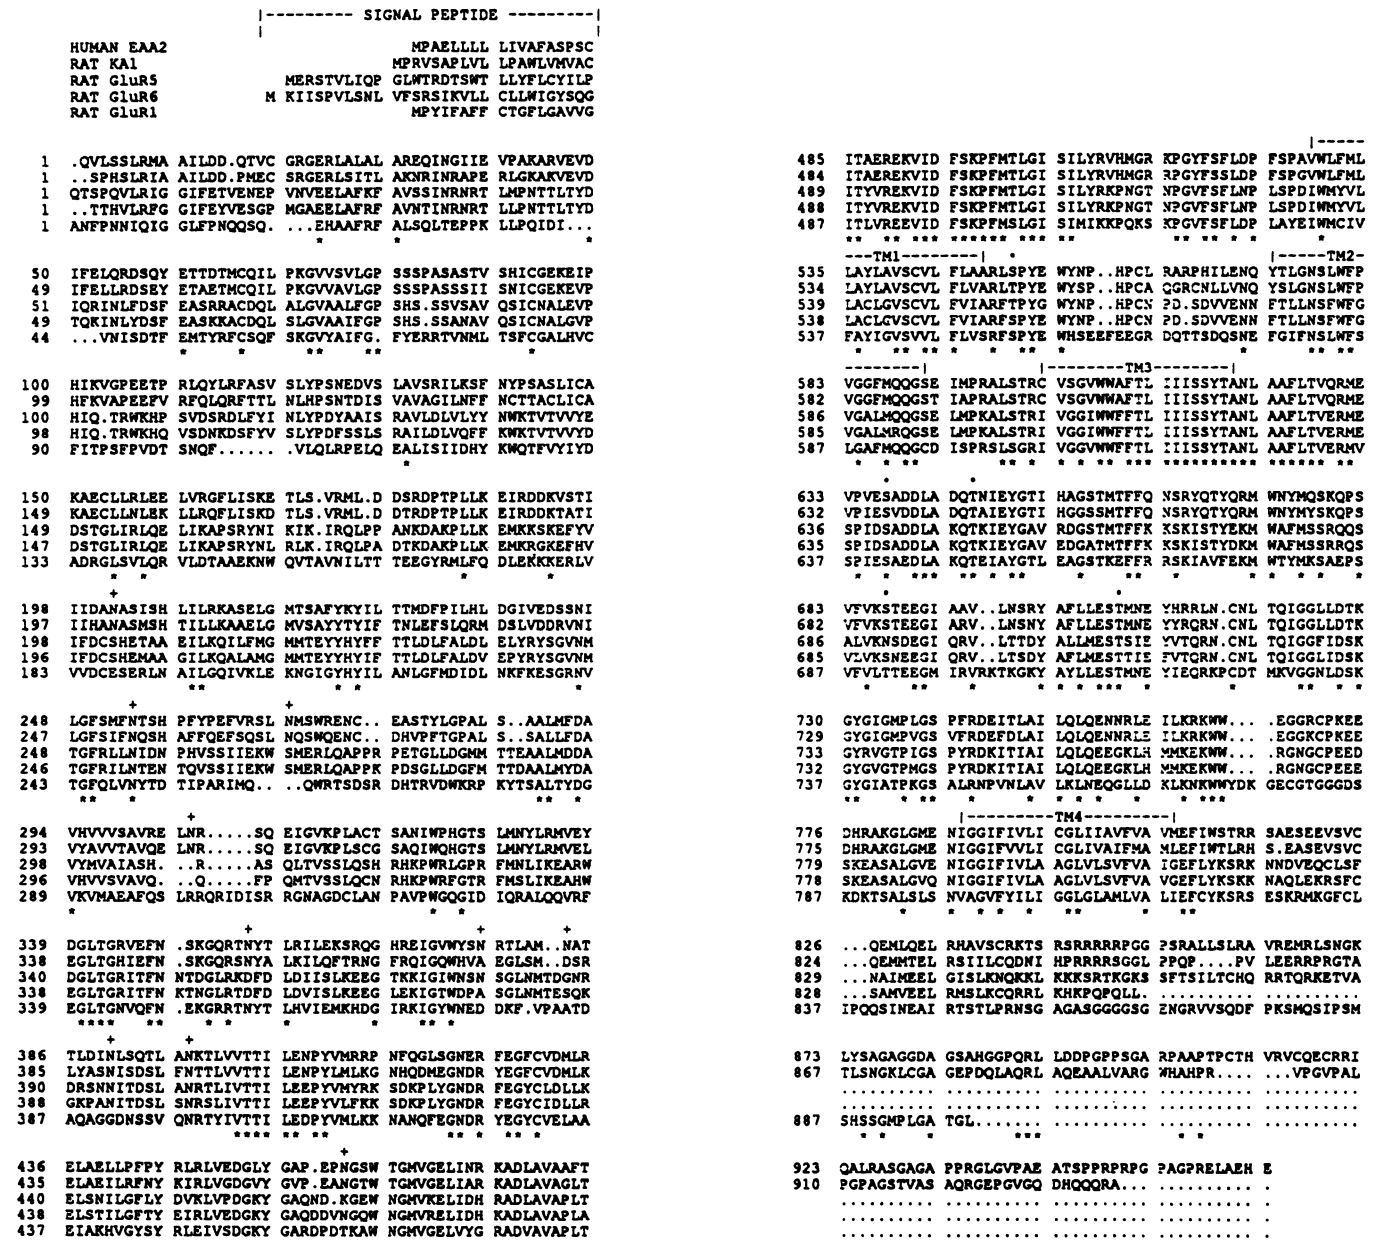 |--------- SIGNAL PEPTIDE ---------|
HUMAN EAA2 MPAELLLL LIVAFASPSC
RAT KA1 MPRVSAPLVL LPAWLVMVAC
RAT GluR5 MERSTVLIQP GLWTRDTSWT LLYFLCYILP
RAT GluR6 M KIISPVLSNL VFSRSIKVLL CLLWIGYSQG
RAT GluR1 MPYIFAFF CTGFLGAVVG
1 .QVLSSLRMA AILDD.QTVC GRGERLALAL AREQINGIIE VPAKARVEVD
1 ..SPHSLRIA AILDD.PMEC SRGERLSITL AKNRINRAPE RLGKAKVEVD
1 QTSPQVLRIG GIFETVENEP VNVEELAFKF AVSSINRNRT LMPNTTLTYD
1 ..TTHVLRFG GIFEYVESGP MGAEELAFRF AVNTINRNRT LLPNTTLTYD
1 ANFPNNIQIG GLFPNQQSQ. ..EHAAFRF ALSQLTEPPK LLPQIDI...
* * *
50 IFELQRDSQY ETTDTMCQIL PKGVVSVLGP SSSPASASTV SHICGEKEIP
49 IFELLRDSEY ETAETMCQIL PKGVVAVLGP SSSPASSSII SNICGEKEVP
51 IQRINLFDSF EASRRACDQL ALGVAALFGP SHS.SSVSAV QSICNALEVP
49 TQKINLYDSF EASKKACDQL SLGVAAIFGP SHS.SSANAV QSICNALGVP
44 ...VNISDTF EMTYRFCSQF SKGVYAIFG. FYERRTVNML TSFCGALHVC
* * ** ** *
100 HIKVGPEETP RLQYLRFASV SLYPSNEDVS LAVSRILKSF NYPSASLICA
99 HFKVAPEEFV RFQLQRFTTL NLHPSNTDIS VAVAGILNFF NCTTACLICA
100 HIQ.TRWKHP SVDSRDLFYI NLYPDYAAIS RAVLDLVLYY NWKTVTVVYE
98 HIQ.TRWKHQ VSDNKDSFYV SLYPDFSSLS RAILDLVQFF KWKTVTVVYD
90 FITPSFPVDT SNQF...... .VLQLRPELQ EALISIIDHY KWQTFVYIYD
*
150 KAECLLRLEE LVRGFLISKE TLS.VRML.D DSRDPTPLLK EIRDDKVSTI
149 KAECLLNLEK LLRQFLISKD TLS.VRML.D DTRDPTPLLK EIRDDKTATI
149 DSTGLIRLQE LIKAPSRYNI KIK.IRQLPP ANKDAKPLLK EMKKSKEFYV
147 DSTGLIRLQE LIKAPSRYNL RLK.IRQLPA DTKDAKPLLK EMKRGKEFHV
133 ADRGLSVLQR VLDTAAEKNW QVTAVNILTT TEEGYRMLFQ DLEKKKERLV
* * * *
+
198 IIDANASISH LILRKASELG MTSAFYKYIL TTMDFPILHL DGIVEDSSNI
197 IIHANASMSH TILLKAAELG MVSAYYTYIF TNLEFSLQRM DSLVDDRVNI
198 IFDCSHETAA EILKQILFMG MMTEYYHYFF TTLDLFALDL ELYRYSGVNM
196 IFDCSHEMAA GILKQALAMG MMTEYYHYIF TTLDLFALDV EPYRYSGVNM
183 VVDCESERLN AILGQIVKLE KNGIGYHYIL ANLGFMDIDL NKFKESGRNV
** * * *
+ +
248 LGFSMFNTSH PFYPEFVRSL NMSWRENC.. EASTYLGPAL S..AALMFDA
247 LGFSIFNQSH AFFQEFSQSL NQSWQENC.. DHVPFTGPAL S..SALLFDA
248 TGFRLLNIDN PHVSSIIEKW SMERLQAPPR PETGLLDGMM TTEAALMDDA
246 TGFRILNTEN TQVSSIIEKW SMERLQAPPK PDSGLLDGFM TTDAALMYDA
243 TGFQLVNYTD TIPARIMQ.. .QWRTSDSR DHTRVDWKRP KYTSALTYDG
** * ** *
+
294 VHVVVSAVRE LNR.....SQ EIGVKPLACT SANIWPHGTS LMNYLRMVEY
293 VYAVVTAVQE LNR.....SQ EIGVKPLSCG SAQIWQHGTS LMNYLRMVEL
298 VYMVAIASH. ..R.....AS QLTVSSLQSH RHKPWRLGPR FMNLIKEARW
296 VHVVSVAVQ. ..Q.....FP QMTVSSLQCN RHKPWRFGTR FMSLIKEAHW
289 VKVMAEAFQS LRRQRIDISR RGNAGDCLAN PAVPWGQGID IQRALQQVRF
* * *
+ + +
339 DGLTGRVEFN .SKGQRTNYT LRILEKSRQG HREIGVWYSN RTLAM..NAT
338 EGLTGHIEFN .SKGQRSNYA LKILQFTRNG FRQIGQWHVA EGLSM..DSR
340 DGLTGRITFN NTDGLRKDFD LDIISLKEEG TKKIGIWNSN SGLNMTDGNR
338 EGLTGRITFN KTNGLRTDFD LDVISLKEEG LEKIGTWDPA SGLNMTESQK
339 EGLTGNVQFN .EKGRRTNYT LHVIEMKHDG IRKIGYWNED DKF.VPAATD
**** ** * * * ** *
+ +
386 TLDINLSQTL ANKTLVVTTI LENPYVMRRP NFQGLSGNER FEGFCVDMLR
385 LYASNISDSL FNTTLVVTTI LENPYLMLKG NHQDMEGNDR YEGFCVDMLK
390 DRSNNITDSL ANRTLIVTTI LEEPYVMYRK SDKPLYGNDR FEGYCLDLLK
388 GKPANITDSL SNRSLIVTTI LEEPYVLFKK SDKPLYGNDR FEGYCIDLLR
387 AQAGGDNSSV QNRTYIVTTI LEDPYVMLKK NANQFEGNDR YEGYCVELAA
**** ** ** ** * ** *
+
436 ELAELLPFPY RLRLVEDGLY GAP.EPNGSW TGMVGELINR KADLAVAAFT
435 ELAEILRFNY KIRLVGDGVY GVP.EANGTW TGMVGELIAR KADLAVAGLT
440 ELSNILGFLY DVKLVPDGKY GAQND.KGEW NGMVKELIDH RADLAVAPLT
438 ELSTILGFTY EIRLVEDGKY GAQDDVNGQW NGMVRELIDH KADLAVAPLA
437 EIAKHVGYSY RLEIVSDGKY GARDPDTKAW NGMVGELVYG RADVAVAPLT
|-----
485 ITAEREKVID FSKPFMTLGI SILYRVHMGR KPGYFSFLDP FSPAVWLFML
484 ITAEREKVID FSKPFMTLGI SILYRVHMGR RPGYFSSLDP FSPGVWLFML
489 ITYVREKVID FSKPFMTLGI SILYRKPNGT NPGVFSFLNP LSPDIWMYVL
488 ITYVREKVID FSKPFMTLGI SILYRKPNGT NPGVFSFLNP LSPDIWMYVL
487 ITLVREEVID FSKPFMSLGI SIMIKKPQKS KPGVFSFLDP LAYEIWMCIV
** **** ****** *** ** ** ** * *
---TM1--------| • |----TM2-
535 LAYLAVSCVL FLAARLSPYE WYNP..HPCL RARPHILENQ YTLGNSLWFP
534 LAYLAVSCVL FLVARLTPYE WYSP..HPCA QGRCNLLVNQ YSLGNSLWFP
539 LACLGVSCVL FVIARFTPYG WYNP..HPCN PD.SDVVENN FTLLNSFWFG
538 LACLGVSCVL FVIARFSPYE WYNP..HPCN PD.SDVVENN FTLLNSFWFG
537 FAYIGVSVVL FLVSRFSPYE WHSEEFEEGR DQTTSDQSNE FGIFNSLWFS
* ** ** * * ** * * ** **
--------| |--------TM3---------|
583 VGGFMQQGSE IMPRALSTRC VSGVWWAFTL IIISSYTANL AAFLTVQRME
582 VGGFMQQGST IAPRALSTRC VSGVWWAFTL IIISSYTANL AAFLTVQRME
586 VGALMQQGSE LMPKALSTRI VGGIWWFFTL IIISSYTANL AAFLTVERME
585 VGALMRQGSE LMPKALSTRI VGGIWWFFTL IIISSYTANL AAFLTVERME
587 LGAFMQQGCD ISPRSLSGRI VGGVWWFFTL IIISSYTANL AAFLTVERMV
* * ** * ** * * * ** *** ********** ****** **
• •
633 VPVESADDLA DQTNIEYGTI HAGSTMTFFQ NSRYQTYQRM WNYMQSKQPS
632 VPIESVDDLA DQTAIEYGTI HGGSSMTFFQ NSRYQTYQRM WNYMYSKQPS
636 SPIDSADDLA KQTKIEYGAV RDGSTMTFFK KSKISTYEKM WAFMSSRQQS
635 SPIDSADDLA KQTKIEYGAV EDGATMTFFK KSKISTYDKM WAFMSSRRQS
637 SPIESAEDLA KQTEIAYGTL EAGSTKEFFR RSKIAVFEKM WTYMKSAEPS
* * *** ** * ** * ** * * * * * *
• •
683 VFVKSTEEGI AAV..LNSRY AFLLESTMNE YHRRLN.CNL TQIGGLLDTK
682 VFVKSTEEGI ARV..LNSNY AFLLESTMNE YYRQRN.CNL TQIGGLLDTK
686 ALVKNSDEGI QRV..LTTDY ALLMESTSIE YVTQRN.CNL TQIGGFIDSK
685 VLVKSNEEGI QRV..LTSDY AFLMESTTIE FVTQRN.CNL TQIGGLIDSK
687 VFVLTTEEGM IRVRKTKGKY AYLLESTMNE YIEQRKPCDT MKVGGNLDSK
* ** * * * *** * * * ** * *
730 GYGIGMPLGS PFRDEITLAI LQLQENNRLE ILKRKWW... .EGGRCPKEE
729 GYGIGMPVGS VFRDEFDLAI LQLQENNRLE ILKRKWW... .EGGKCPKEE
733 GYRVGTPIGS PYRDKITIAI LQLQEEGKLH MMKEKWW... .RGNGCPEED
732 GYGVGTPMGS PYRDKITIAI LQLQEEGKLH MMKEKWW... .RGNGCPEEE
737 GYGIATPKGS ALRNPVNLAV LKLNEQGLLD KLKNKWWYDK GECGTGGGDS
** * ** * * * * * * * ***
|--------TM4---------|
776 DHRAKGLGME NIGGIFIVLI CGLIIAVFVA VMEFIWSTRR SAESEEVSVC
775 DHRAKGLGME NIGGIFVVLI CGLIVAIFMA MLEFIWTLRH S.EASEVSVC
779 SKEASALGVE NIGGIFIVLA AGLVLSVFVA IGEFLYKSRK NNDVEQCLSF
778 SKEASALGVQ NIGGIFIVLA AGLVLSVFVA VGEFLYKSKK NAQLEKRSFC
787 KDKTSALSLS NVAGVFYILI GGLGLAMLVA LIEFCYKSRS ESKRMKGFCL
* * * * ** * **
826 ...QEMLQEL RHAVSCRKTS RSRRRRRPGG PSRALLSLRA VREMRLSNGK
824 ...QEMMTEL RSIILCQDNI HPRRRRSGGL PPQP...PV LEERRPRGTA
829 ...NAIMEEL GISLKNQKKL KKKSRTKGKS SFTSILTCHQ RRTQRKETVA
828 ...SAMVEEL RMSLKCQRRL KHKPQPQLL. .......... ..........
837 IPQQSINEAI RTSTLPRNSG AGASGGGGSG ENGRVVSQDF PKSMQSIPSM
873 LYSAGAGGDA GSAHGGPQRL LDDPGPPSGA RPAAPTPCTH VRVCQECRRI
867 TLSNGKLCGA GEPDQLAQRL AQEAALVARG WHAHPR.... .....VPGVPAL
.......... .......... .......... .......... ..........
.......... .......... .......... .......... ..........
887 SHSSGMPLGA TGL....... .......... .......... ..........
* * * *** * *
923 QALRASGAGA PPRGLGVPAE ATSPPRPRPG PAGPRELAEH E
910 PGPAGSTVAS AQRGEPGVGQ DHQQQRA... .......... .
.......... .......... .......... .......... .
.......... .......... .......... .......... .
.......... .......... .......... .......... .